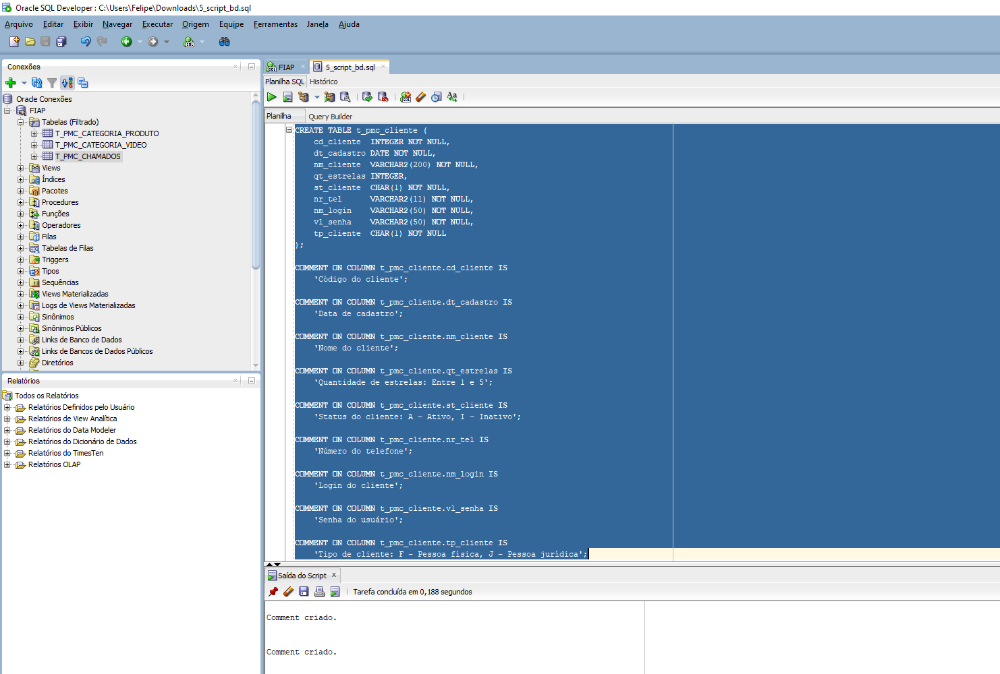 Oracle SQL Developer : C:\Users\Felipe\Downloads\5_script_bd.sql
Arquivo Editar Exibir Navegar Executar Origem Equipe Ferramentas Janela Ajuda
Conexões
Oracle Conexões
FIAP
Tabelas (Filtrado)
T_PMC_CATEGORIA_PRODUTO
T_PMC_CATEGORIA_VIDEO
T_PMC_CHAMADOS
Views
Índices
Pacotes
Procedures
Funções
Operadores
Filas
Tabelas de Filas
Triggers
Tipos
Sequências
Views Materializadas
Logs de Views Materializadas
Sinônimos
Sinônimos Públicos
Links de Banco de Dados
Links de Bancos de Dados Públicos
Diretórios
Relatórios
Todos os Relatórios
Relatórios Definidos pelo Usuário
Relatórios de View Analítica
Relatórios do Data Modeler
Relatórios do Dicionário de Dados
Relatórios do TimesTen
Relatórios OLAP
FIAP 5_script_bd.sql
Planilha SQL Histórico
Planilha Query Builder
CREATE TABLE t_pmc_cliente (
cd_cliente INTEGER NOT NULL,
dt_cadastro DATE NOT NULL,
nm_cliente VARCHAR2(200) NOT NULL,
qt_estrelas INTEGER,
st_cliente CHAR(1) NOT NULL,
nr_tel VARCHAR2(11) NOT NULL,
nm_login VARCHAR2(50) NOT NULL,
vl_senha VARCHAR2(50) NOT NULL,
tp_cliente CHAR(1) NOT NULL
);
COMMENT ON COLUMN t_pmc_cliente.cd_cliente IS
'Código do cliente';
COMMENT ON COLUMN t_pmc_cliente.dt_cadastro IS
'Data de cadastro';
COMMENT ON COLUMN t_pmc_cliente.nm_cliente IS
'Nome do cliente';
COMMENT ON COLUMN t_pmc_cliente.qt_estrelas IS
'Quantidade de estrelas: Entre 1 e 5';
COMMENT ON COLUMN t_pmc_cliente.st_cliente IS
'Status do cliente: A - Ativo, I - Inativo';
COMMENT ON COLUMN t_pmc_cliente.nr_tel IS
'Número do telefone';
COMMENT ON COLUMN t_pmc_cliente.nm_login IS
'Login do cliente';
COMMENT ON COLUMN t_pmc_cliente.vl_senha IS
'Senha do usuário';
COMMENT ON COLUMN t_pmc_cliente.tp_cliente IS
'Tipo de cliente: F - Pessoa física, J - Pessoa jurídica';
Saída do Script
Tarefa concluída em 0,188 segundos
Comment criado.
Comment criado.